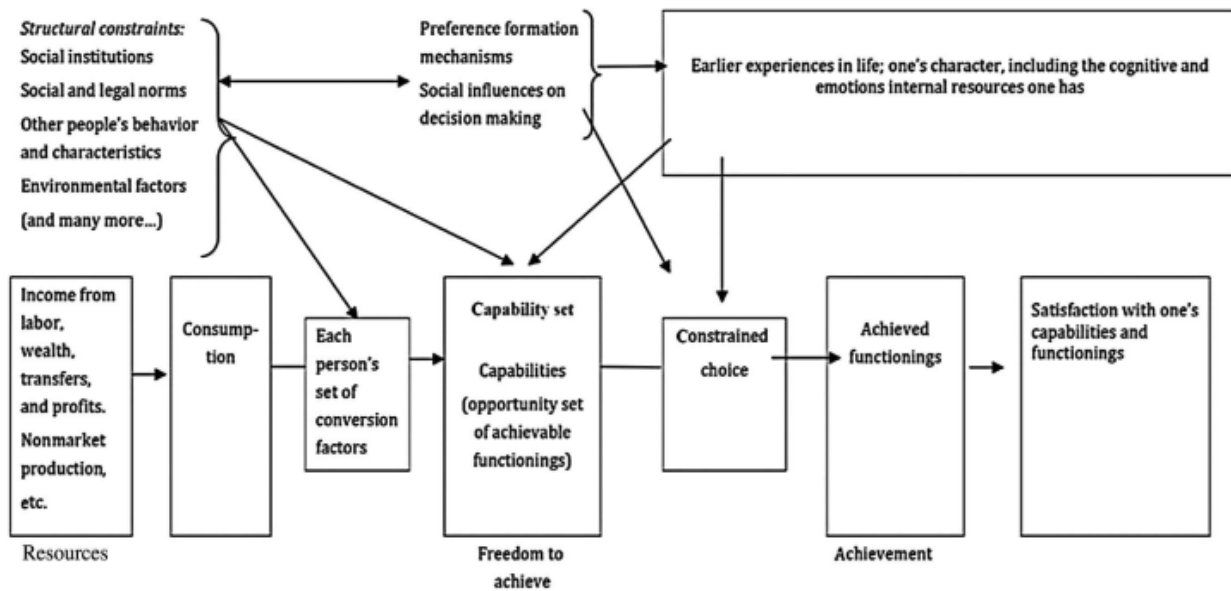 Structural constraints:
Social institutions
Social and legal norms
Other people's behavior
and characteristics
Environmental factors
(and many more...)
Preference formation
mechanisms
Social influences on
decision making
Earlier experiences in life; one's character, including the cognitive and
emotions internal resources one has
Income from
labor,
wealth,
transfers,
and profits.
Nonmarket
production,
etc.
Resources
Consump-
tion
Each
person's
set of
conversion
factors
Capability set
Capabilities
(opportunity set
of achievable
functionings)
Freedom to
achieve
Constrained
choice
Achieved
functionings
Achievement
Satisfaction with one's
capabilities and
functionings